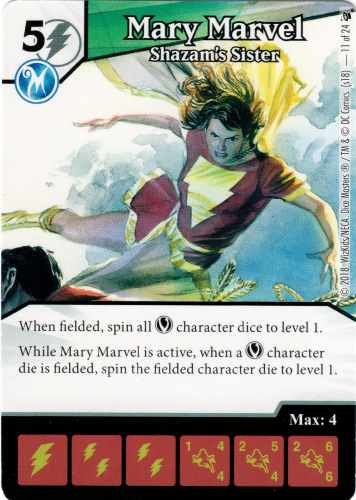 5
Mary Marvel
Shazam's Sister
M
© 2018 WizKids/NECA. Dice Masters ® / TM & © DC Comics. (s18) — 11 of 24
When fielded, spin all character dice to level 1.
While Mary Marvel is active, when a character
die is fielded, spin the fielded character die to level 1.
Max: 4
1 4 4
2 5 4
2 6 6